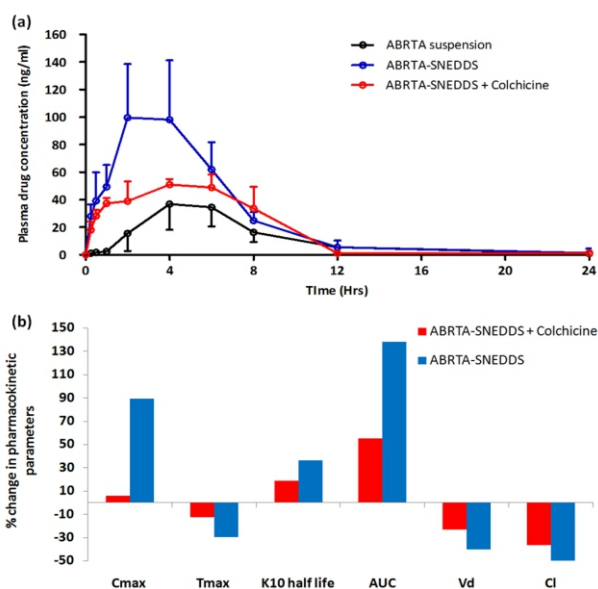 (a)
160
140
120
100
80
60
40
20
0
Plasma drug concentration (ng/ml)
ABRTA suspension
ABRTA-SNEDDS
ABRTA-SNEDDS + Colchicine
0 4 8 12 16 20 24
TIme (Hrs)
(b)
150
130
110
90
70
50
30
10
-10
-30
-50
% change in pharmacokinetic
parameters
ABRTA-SNEDDS + Colchicine
ABRTA-SNEDDS
Cmax Tmax K10 half life AUC Vd Cl